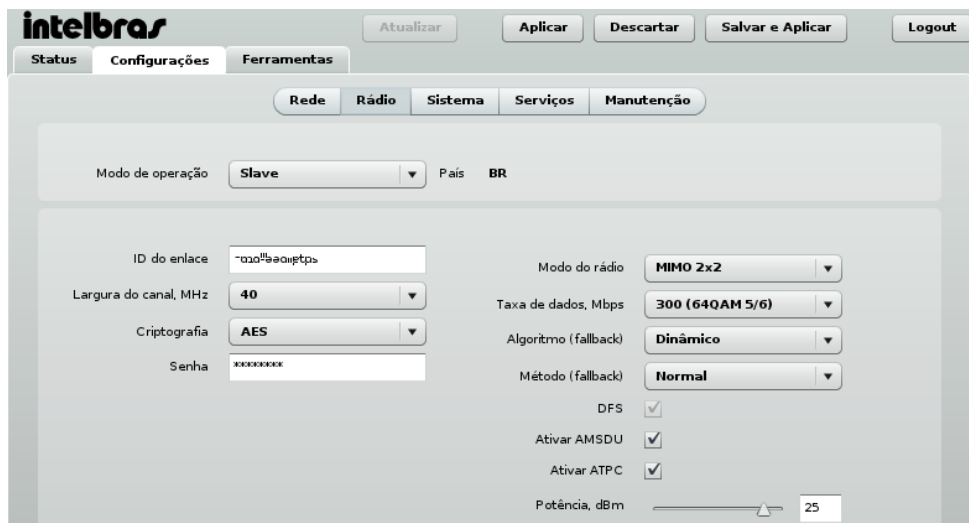 intelbras
Atualizar Aplicar Descartar Salvar e Aplicar Logout
Status Configurações Ferramentas
Rede Rádio Sistema Serviços Manutenção
Modo de operação Slave País BR
ID do enlace
Modo do rádio MIMO 2x2
Largura do canal, MHz 40
Taxa de dados, Mbps 300 (64QAM 5/6)
Criptografia AES
Algoritmo (fallback) Dinâmico
Senha *********
Método (fallback) Normal
DFS
Ativar AMSDU
Ativar ATPC
Potência, dBm 25